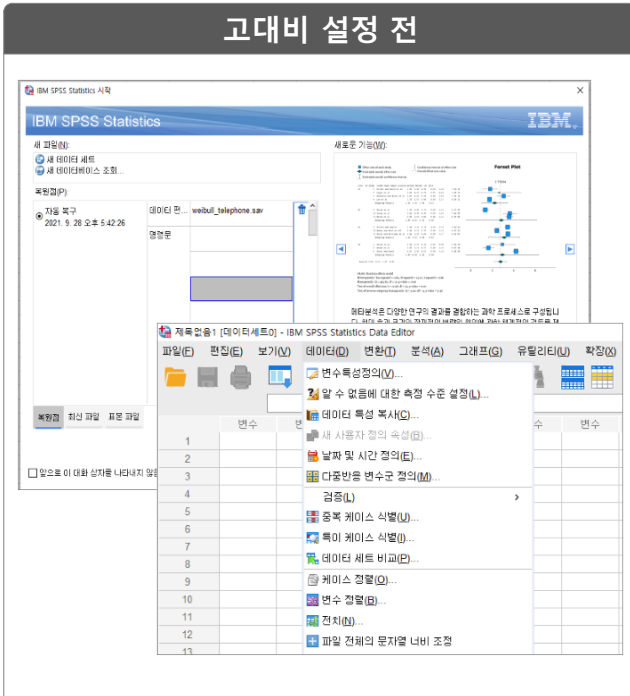 고대비 설정 전
IBM SPSS Statistics 시작
IBM SPSS Statistics
IBM.
새 파일(N):
새 데이터 세트
새 데이터베이스 조회...
복원점(P)
자동 복구
2021. 9. 28 오후 5:42:26
데이터 편... weibull_telephone.sav
명령문
복원점 최신 파일 표본 파일
앞으로 이 대화 상자를 나타내지 않음
새로운 기능(W):
Forest Plot
메타분석은 다양한 연구의 결과를 결합하는 과학 프로세스로 구성됩니
제목없음1 [데이터세트0] - IBM SPSS Statistics Data Editor
파일(F) 편집(E) 보기(V) 데이터(D) 변환(T) 분석(A) 그래프(G) 유틸리티(U) 확장(X)
변수특성정의(V)...
알 수 없음에 대한 측정 수준 설정(L)...
데이터 특성 복사(C)...
새 사용자 정의 속성(B)...
날짜 및 시간 정의(E)...
다중반응 변수군 정의(M)...
검증(L)
중복 케이스 식별(U)...
특이 케이스 식별(I)...
데이터 세트 비교(P)...
케이스 정렬(O)...
변수 정렬(B)...
전치(N)...
파일 전체의 문자열 너비 조정
변수 변 수 변수
1
2
3
4
5
6
7
8
9
10
11
12
13